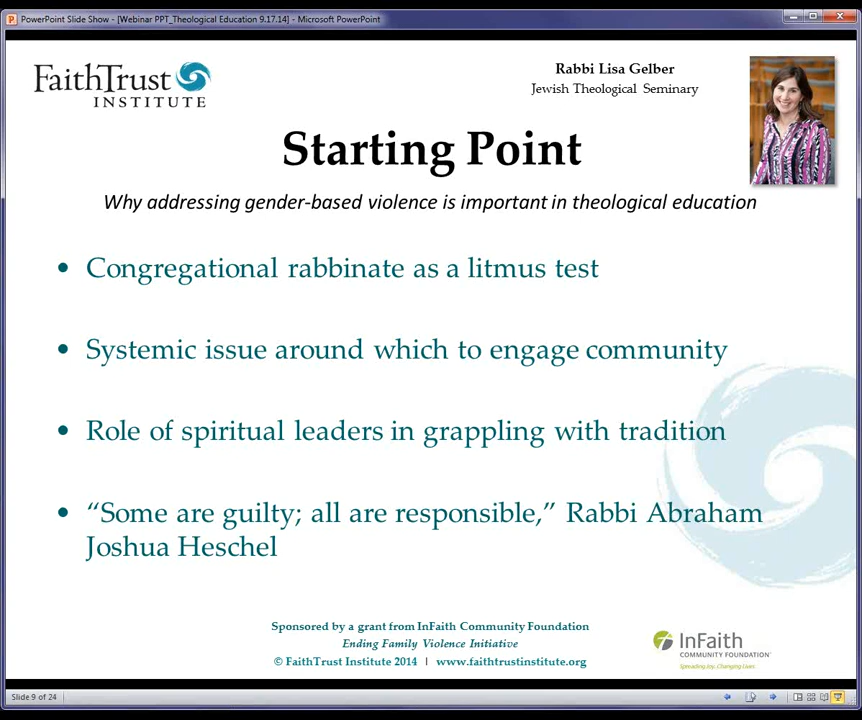 PowerPoint Slide Show - [Webinar PPT_Theological Education 9.17.14] - Microsoft PowerPoint
FaithTrust
INSTITUTE
Rabbi Lisa Gelber
Jewish Theological Seminary
Starting Point
Why addressing gender-based violence is important in theological education
• Congregational rabbinate as a litmus test
• Systemic issue around which to engage community
• Role of spiritual leaders in grappling with tradition
• “Some are guilty; all are responsible,” Rabbi Abraham
Joshua Heschel
Sponsored by a grant from InFaith Community Foundation
Ending Family Violence Initiative
© FaithTrust Institute 2014 | www.faithtrustinstitute.org
InFaith
COMMUNITY FOUNDATION
Spreading Joy, Changing Lives.
Slide 9 of 24